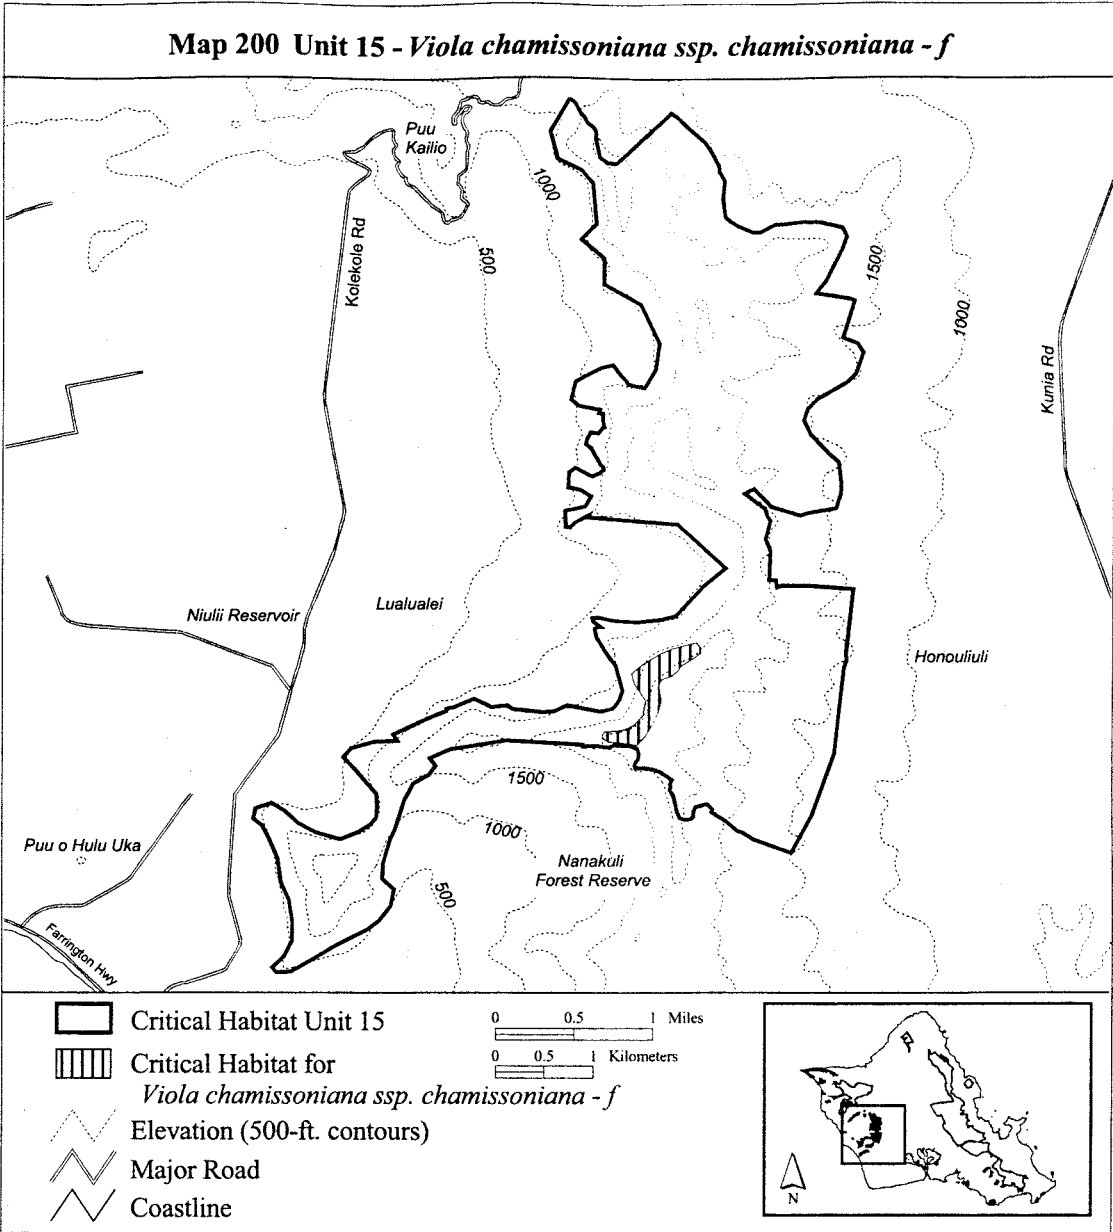 Map 200 Unit 15 - Viola chamissoniana ssp. chamissoniana - f
Puu
Kailio
1000
Kolekole Rd
500
1500
1000
Kunia Rd
Niulii Reservoir
Lualualei
Honouliuli
1500
1000
Puu o Hulu Uka
Nanakuli
Forest Reserve
500
Farrington Hwy
Critical Habitat Unit 15
0 0.5 1 Miles
Critical Habitat for
0 0.5 1 Kilometers
Viola chamissoniana ssp. chamissoniana - f
Elevation (500-ft. contours)
Major Road
Coastline
N